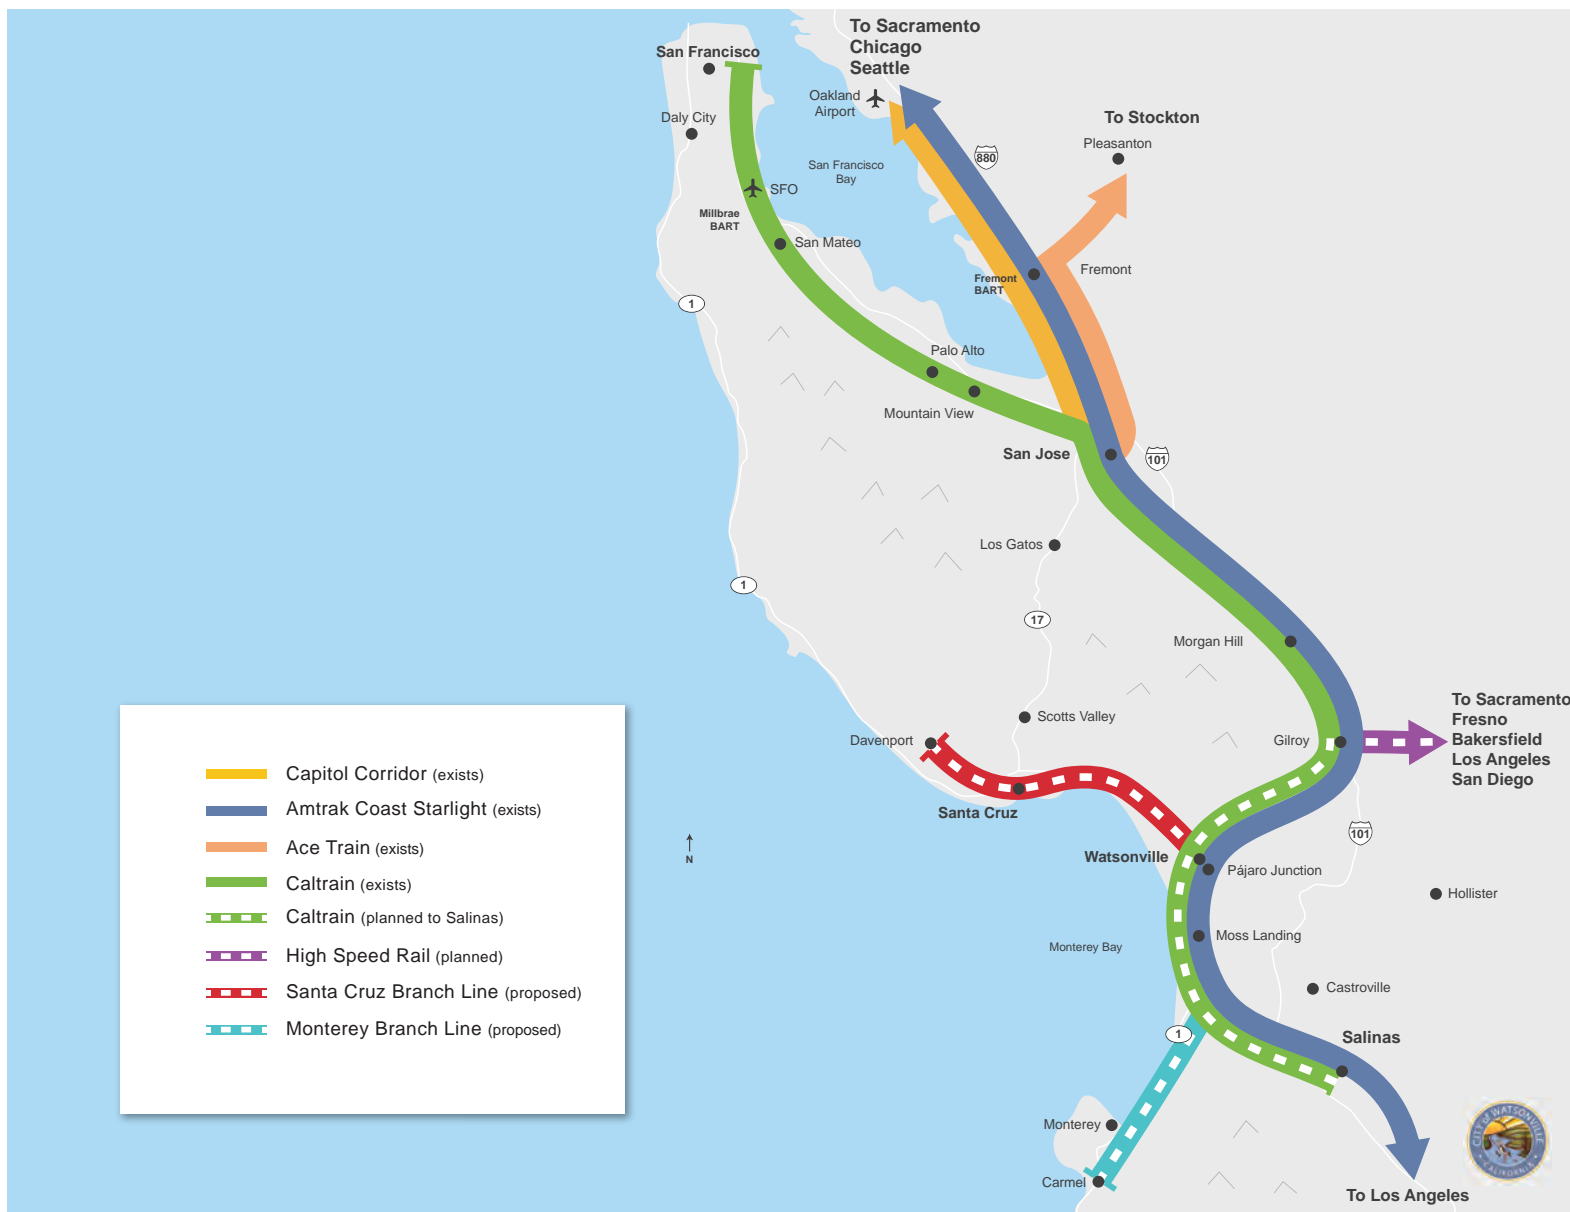 To Sacramento
Chicago
Seattle
San Francisco
Oakland
Airport
Daly City
To Stockton
Pleasanton
880
San Francisco
Bay
SFO
Millbrae
BART
San Mateo
Fremont
Fremont
BART
1
Palo Alto
Mountain View
San Jose
101
Los Gatos
1
17
Morgan Hill
Scotts Valley
Davenport
Gilroy
To Sacramento
Fresno
Bakersfield
Los Angeles
San Diego
Santa Cruz
101
Watsonville
Pájaro Junction
Hollister
Moss Landing
Monterey Bay
Castroville
1
Salinas
Monterey
Carmel
To Los Angeles
N
Capitol Corridor (exists)
Amtrak Coast Starlight (exists)
Ace Train (exists)
Caltrain (exists)
Caltrain (planned to Salinas)
High Speed Rail (planned)
Santa Cruz Branch Line (proposed)
Monterey Branch Line (proposed)
CITY of WATSONVILLE
CALIFORNIA